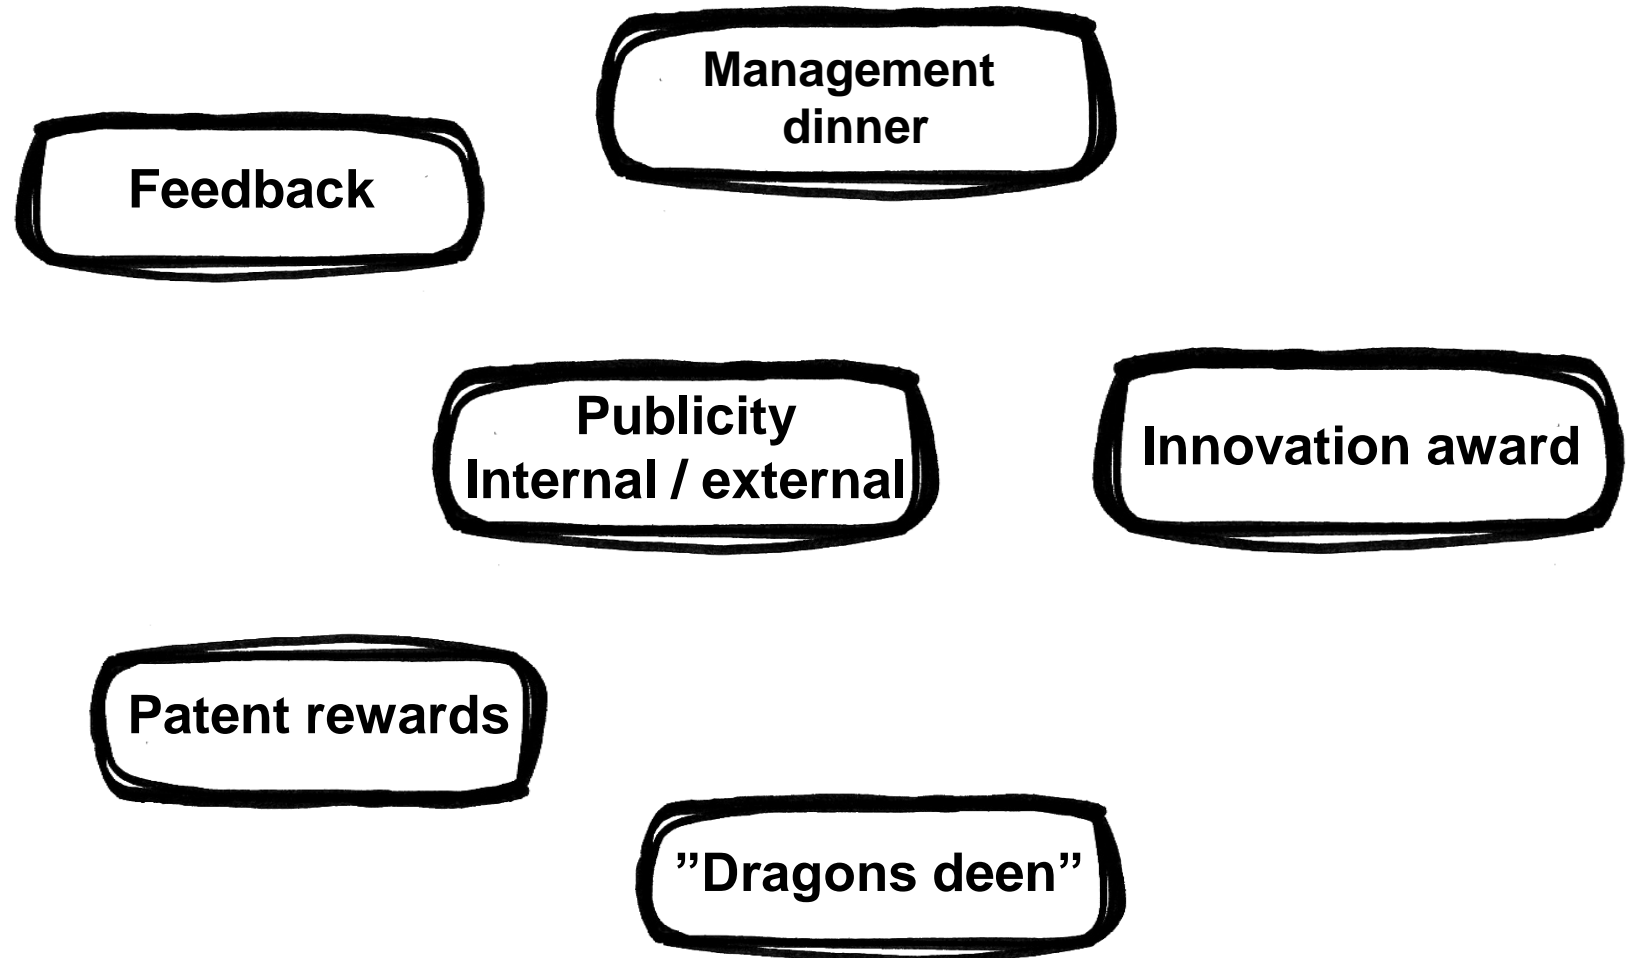 Management
dinner
Feedback
Publicity
Internal / external
Innovation award
Patent rewards
”Dragons deen”